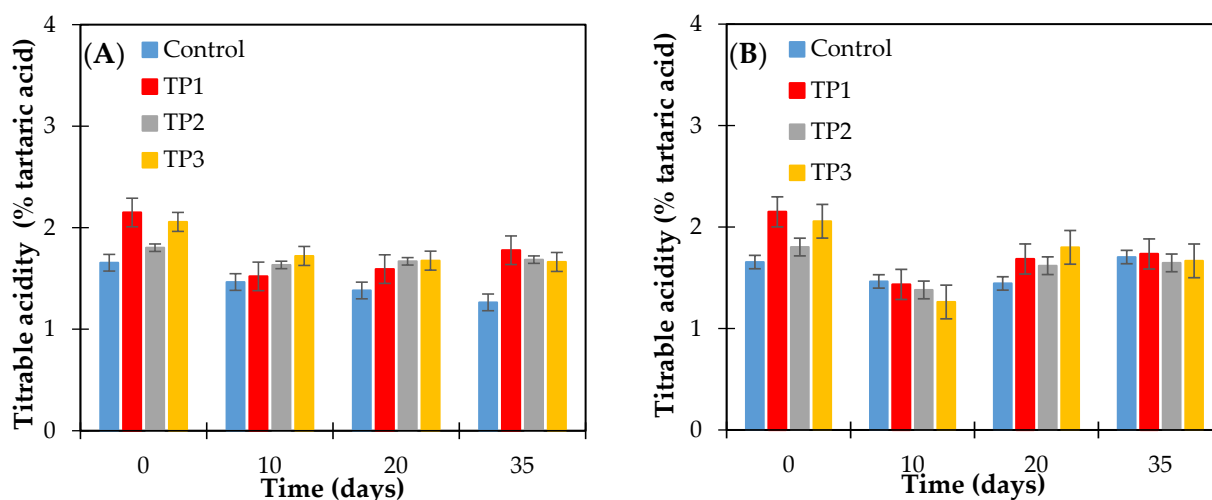 Titrable acidity (% tartaric acid)
4
3
2
1
0
(A)
Control
TP1
TP2
TP3
0 10 20 35
Time (days)
Titrable acidity (% tartaric acid)
4
3
2
1
0
(B)
Control
TP1
TP2
TP3
0 10 20 35
Time (days)